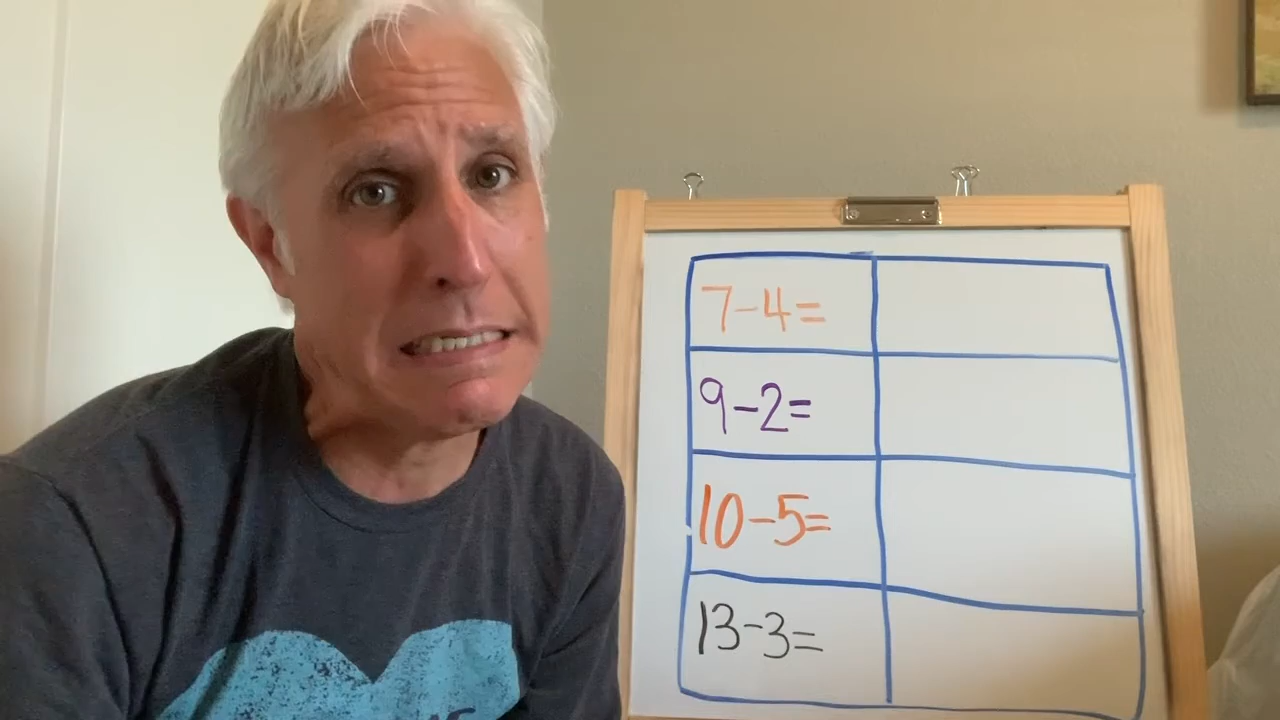 7-4=
9-2=
10-5=
13-3=